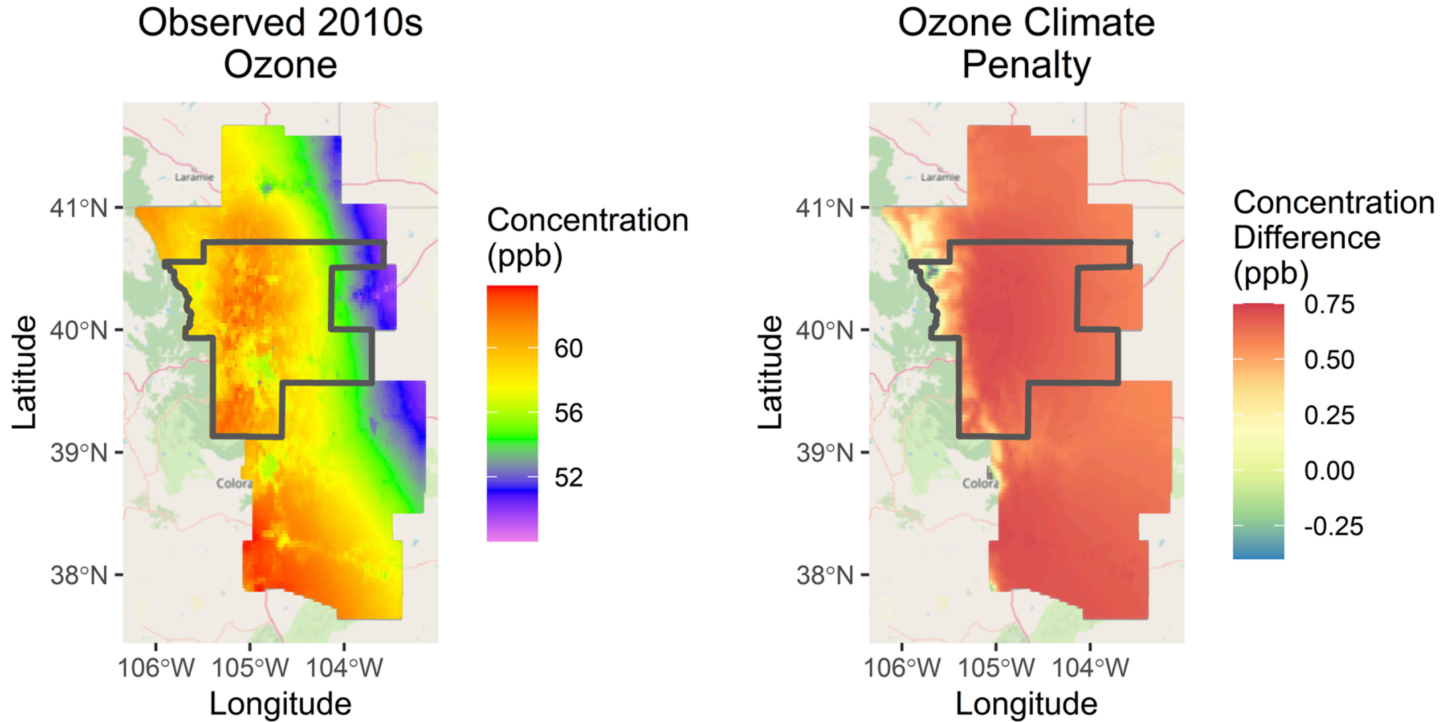 Observed 2010s
Ozone
Laramie
Colora
41°N
40°N
39°N
38°N
106°W 105°W 104°W
Latitude
Longitude
Concentration
(ppb)
60
56
52
Ozone Climate
Penalty
Laramie
Colora
41°N
40°N
39°N
38°N
106°W 105°W 104°W
Latitude
Longitude
Concentration
Difference
(ppb)
0.75
0.50
0.25
0.00
-0.25